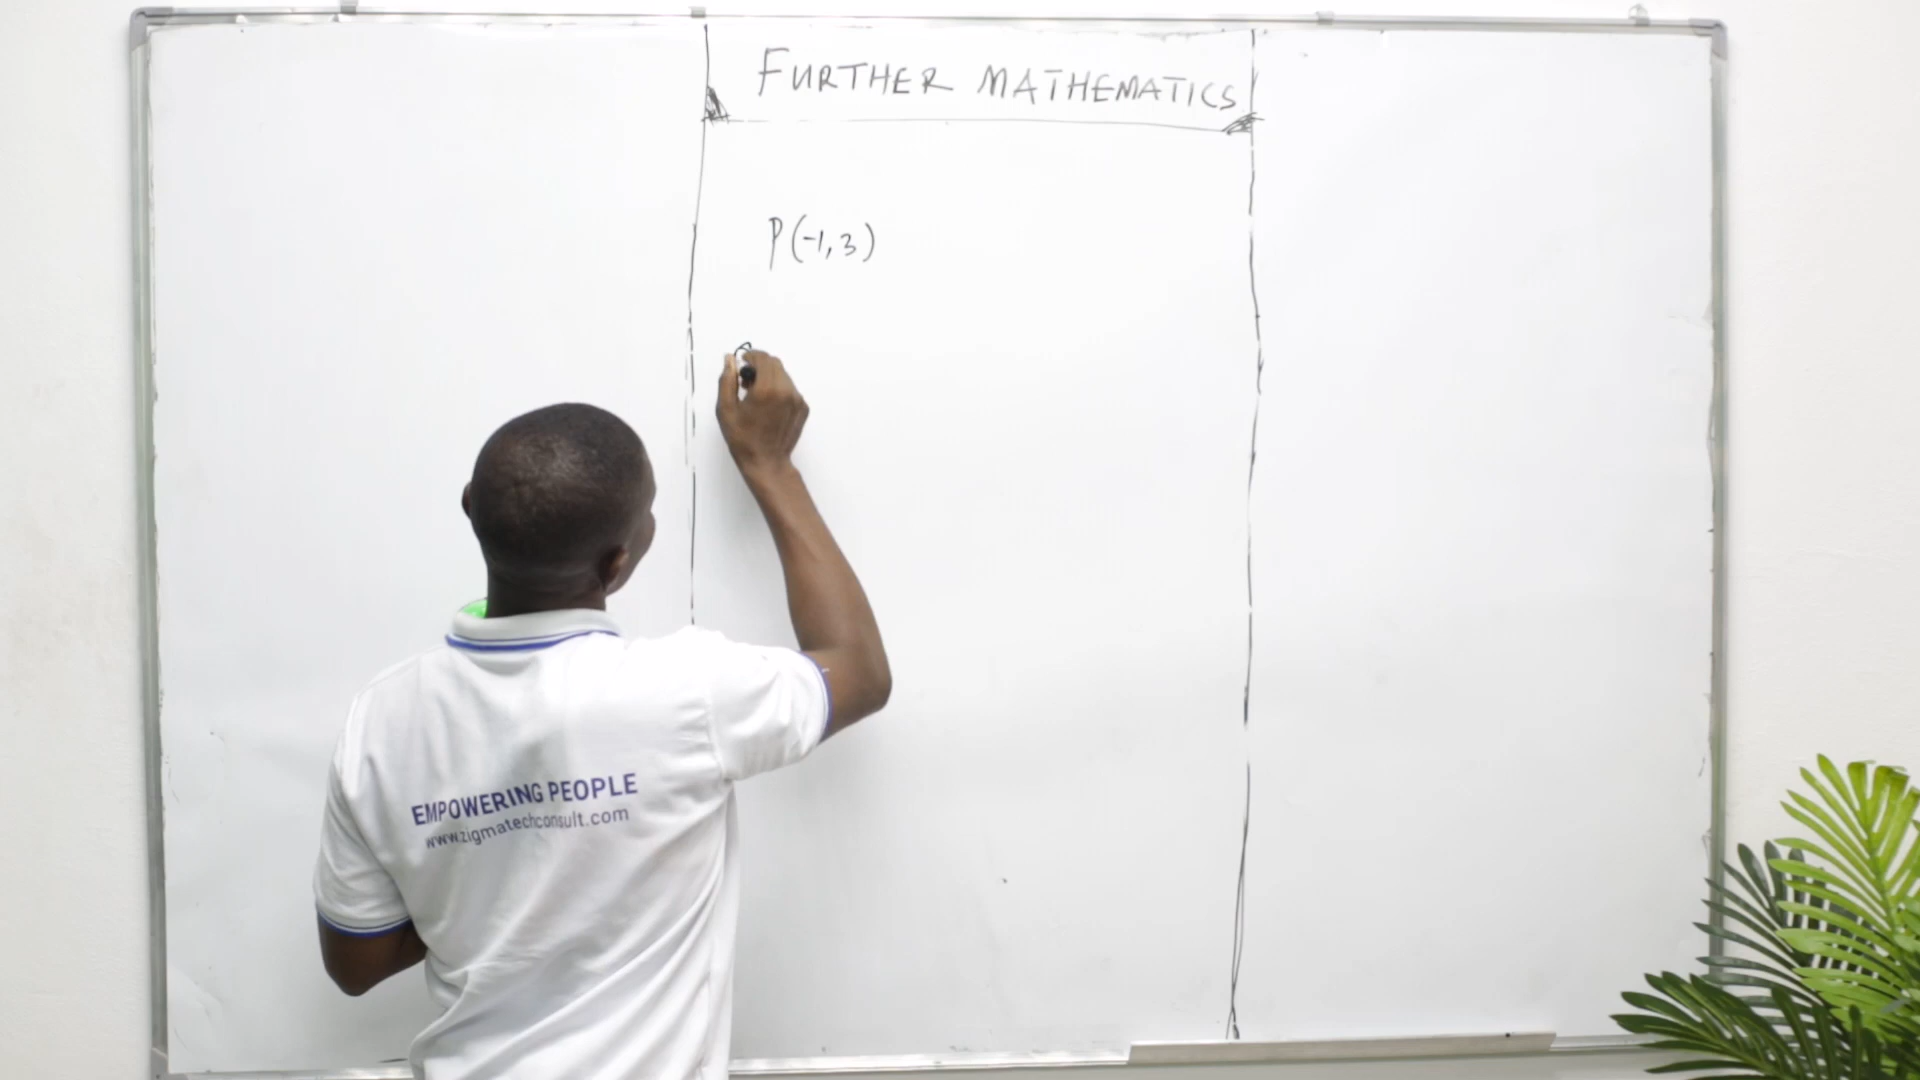 FURTHER MATHEMATICS
P(-1, 3)
EMPOWERING PEOPLE
www.zigmatechconsult.com